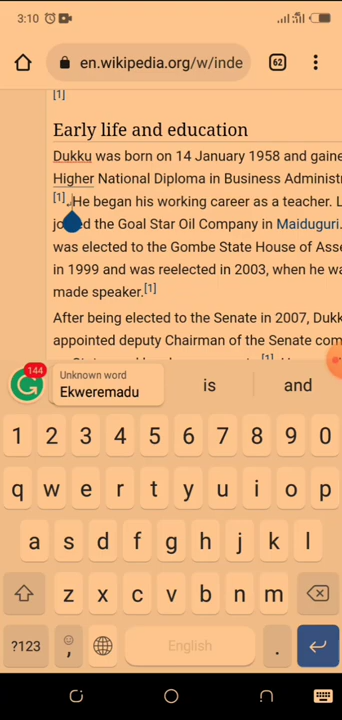 3:10
en.wikipedia.org/w/inde
62
[1]
Early life and education
Dukku was born on 14 January 1958 and gaine
Higher National Diploma in Business Administ
[1] He began his working career as a teacher. L
jo ed the Goal Star Oil Company in Maiduguri.
was elected to the Gombe State House of Asse
in 1999 and was reelected in 2003, when he wa
made speaker.[1]
After being elected to the Senate in 2007, Dukk
appointed deputy Chairman of the Senate com
[1]
144
Unknown word
Ekweremadu
is
and
1 2 3 4 5 6 7 8 9 0
q w e r t y u i o p
a s d f g h j k l
z x c v b n m
?123 , English .